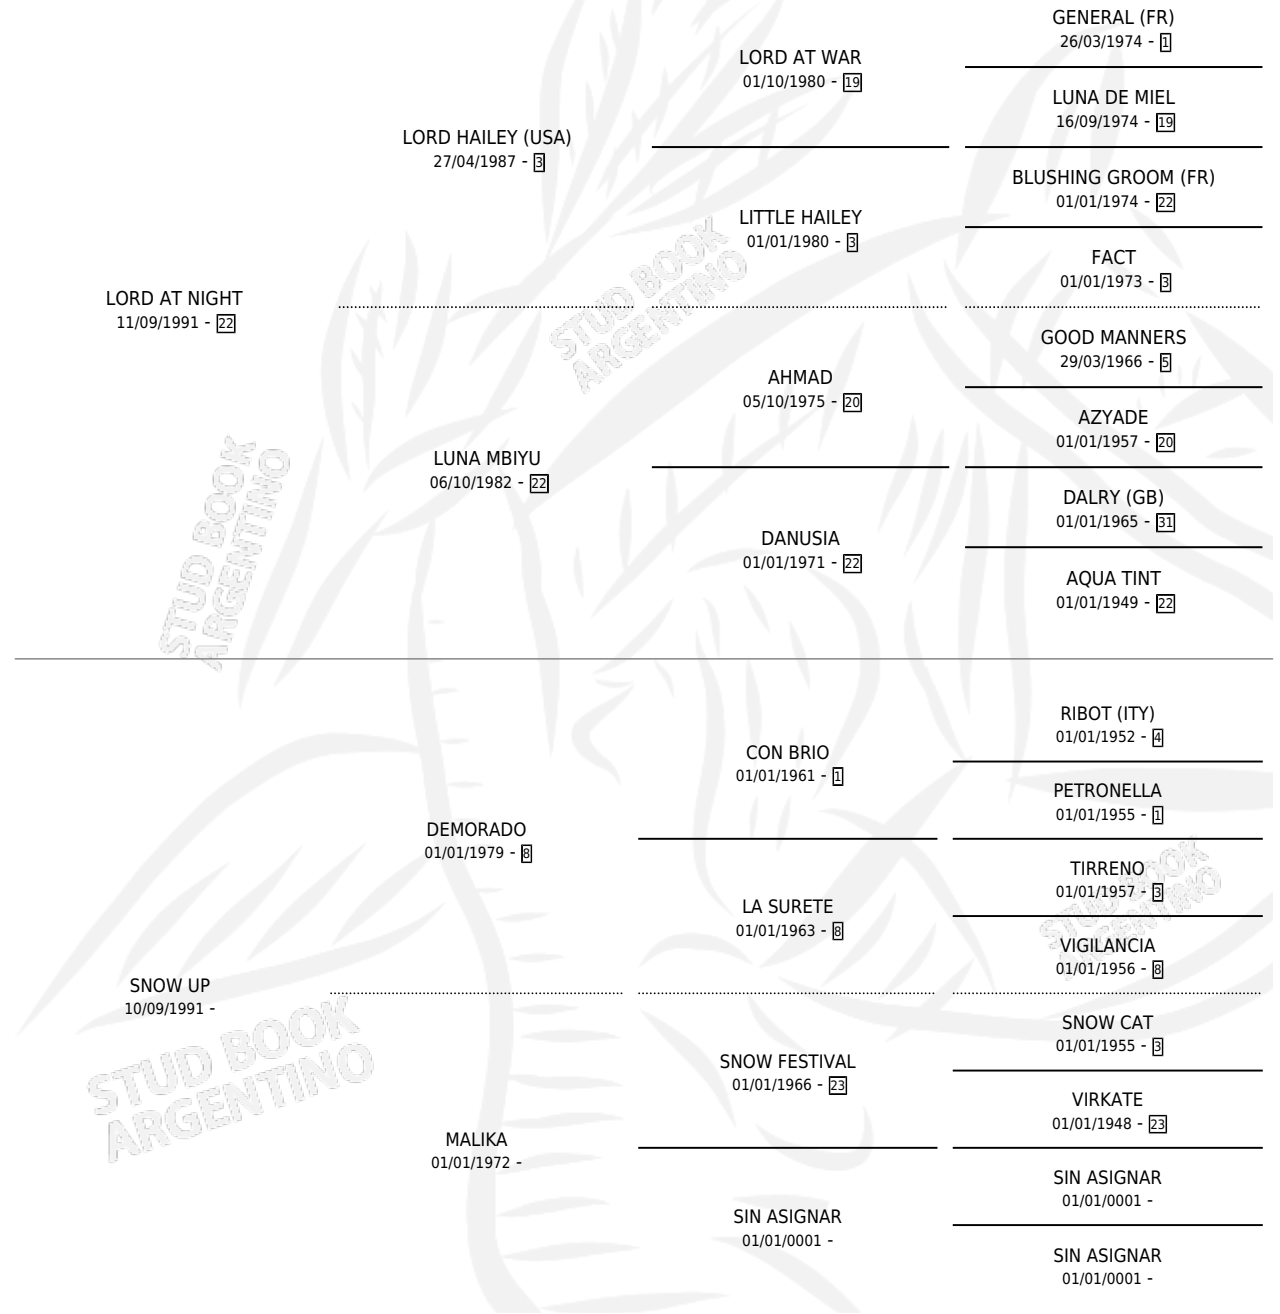 GENERAL (FR)
26/03/1974 - 1
LORD AT WAR
01/10/1980 - 19
LUNA DE MIEL
16/09/1974 - 19
LORD HAILEY (USA)
27/04/1987 - 3
BLUSHING GROOM (FR)
01/01/1974 - 22
LITTLE HAILEY
01/01/1980 - 3
FACT
01/01/1973 - 3
LORD AT NIGHT
11/09/1991 - 22
GOOD MANNERS
29/03/1966 - 5
AHMAD
05/10/1975 - 20
AZYADE
01/01/1957 - 20
LUNA MBIYU
06/10/1982 - 22
DALRY (GB)
01/01/1965 - 31
DANUSIA
01/01/1971 - 22
AQUA TINT
01/01/1949 - 22
RIBOT (ITY)
01/01/1952 - 4
CON BRIO
01/01/1961 - 1
PETRONELLA
01/01/1955 - 1
DEMORADO
01/01/1979 - 8
TIRRENO
01/01/1957 - 3
LA SURETE
01/01/1963 - 8
VIGILANCIA
01/01/1956 - 8
SNOW UP
10/09/1991 -
SNOW CAT
01/01/1955 - 3
SNOW FESTIVAL
01/01/1966 - 23
VIRKATE
01/01/1948 - 23
MALIKA
01/01/1972 -
SIN ASIGNAR
01/01/0001 -
SIN ASIGNAR
01/01/0001 -
SIN ASIGNAR
01/01/0001 -
STUD BOOK
ARGENTINO
STUD BOOK
ARGENTINO
STUD BOOK
ARGENTINO
STUD BOOK
ARGENTINO